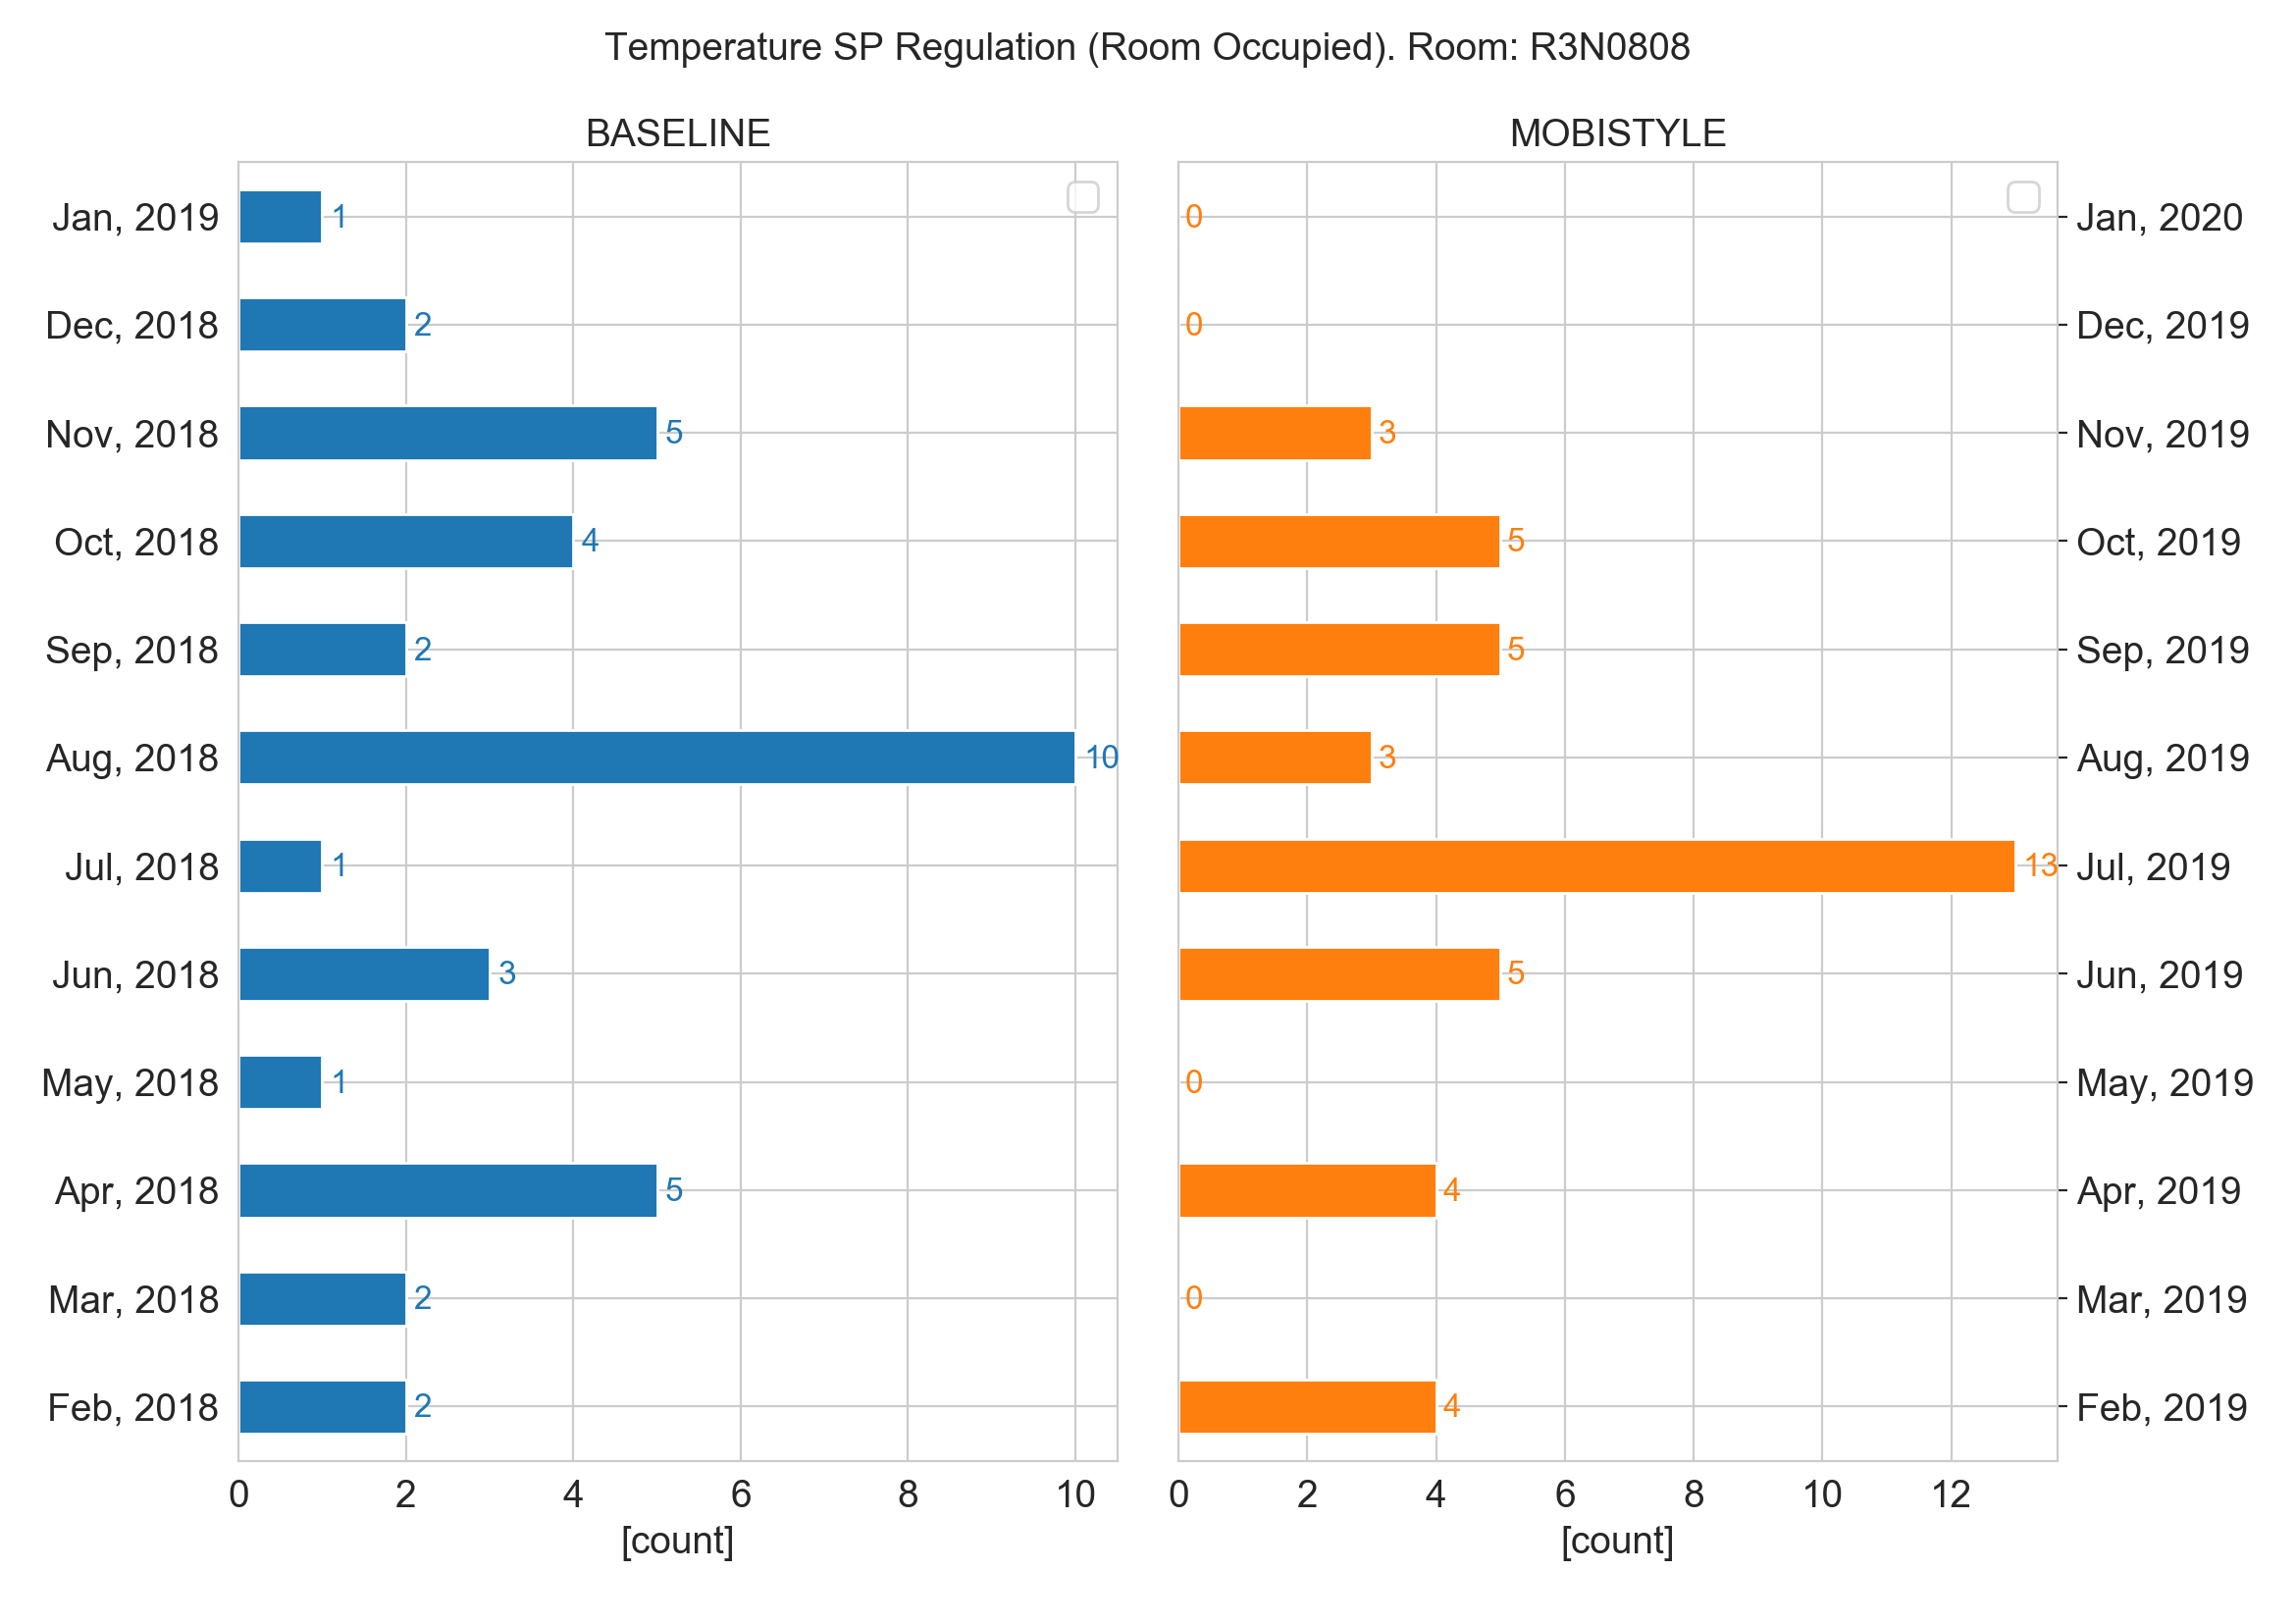 Temperature SP Regulation (Room Occupied). Room: R3N0808
BASELINE
Jan, 2019 1
Dec, 2018 2
Nov, 2018 5
Oct, 2018 4
Sep, 2018 2
Aug, 2018 10
Jul, 2018 1
Jun, 2018 3
May, 2018 1
Apr, 2018 5
Mar, 2018 2
Feb, 2018 2
0 2 4 6 8 10
[count]
MOBISTYLE
0 Jan, 2020
0 Dec, 2019
3 Nov, 2019
5 Oct, 2019
5 Sep, 2019
3 Aug, 2019
13 Jul, 2019
5 Jun, 2019
0 May, 2019
4 Apr, 2019
0 Mar, 2019
4 Feb, 2019
0 2 4 6 8 10 12
[count]